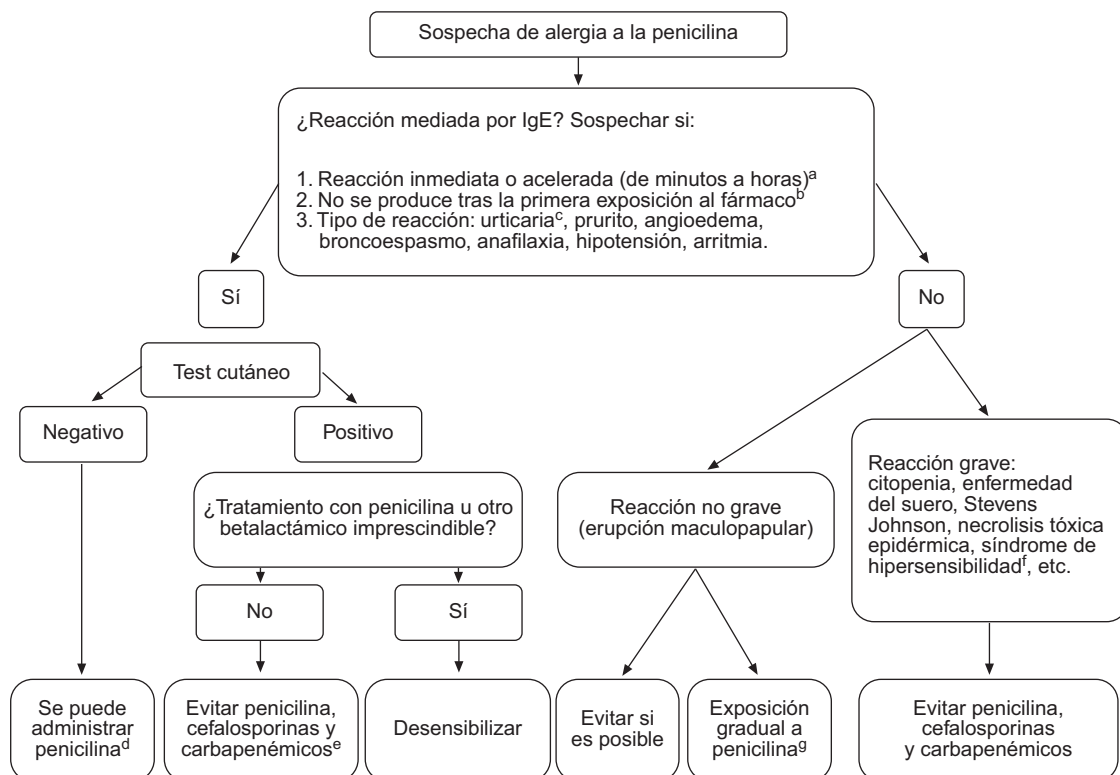 Sospecha de alergia a la penicilina
¿Reacción mediada por IgE? Sospechar si:
1. Reacción inmediata o acelerada (de minutos a horas)a
2. No se produce tras la primera exposición al fármacob
3. Tipo de reacción: urticariac, prurito, angioedema,
broncoespasmo, anafilaxia, hipotensión, arritmia.
Sí
No
Test cutáneo
Negativo
Positivo
¿Tratamiento con penicilina u otro
betalactámico imprescindible?
Reacción no grave
(erupción maculopapular)
Reacción grave:
citopenia, enfermedad
del suero, Stevens
Johnson, necrolisis tóxica
epidérmica, síndrome de
hipersensibilidadf, etc.
No
Sí
Se puede
administrar
penicilinad
Evitar penicilina,
cefalosporinas y
carbapenémicose
Desensibilizar
Evitar si
es posible
Exposición
gradual a
penicilinag
Evitar penicilina,
cefalosporinas
y carbapenémicos